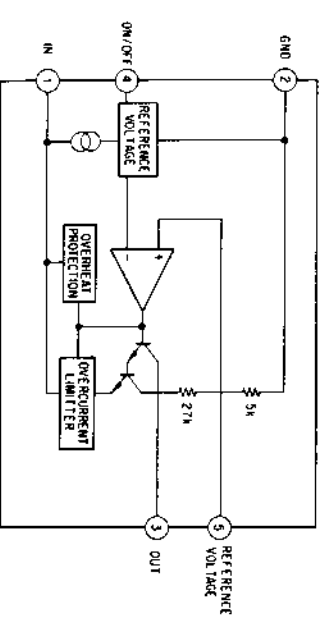 IN
1
ON/OFF
4
GND
2
REFERENCE
VOLTAGE
OVERHEAT
PROTECTION
-
+
OVERCURRENT
LIMITTER
27k
5k
3
OUT
5
REFERENCE
VOLTAGE